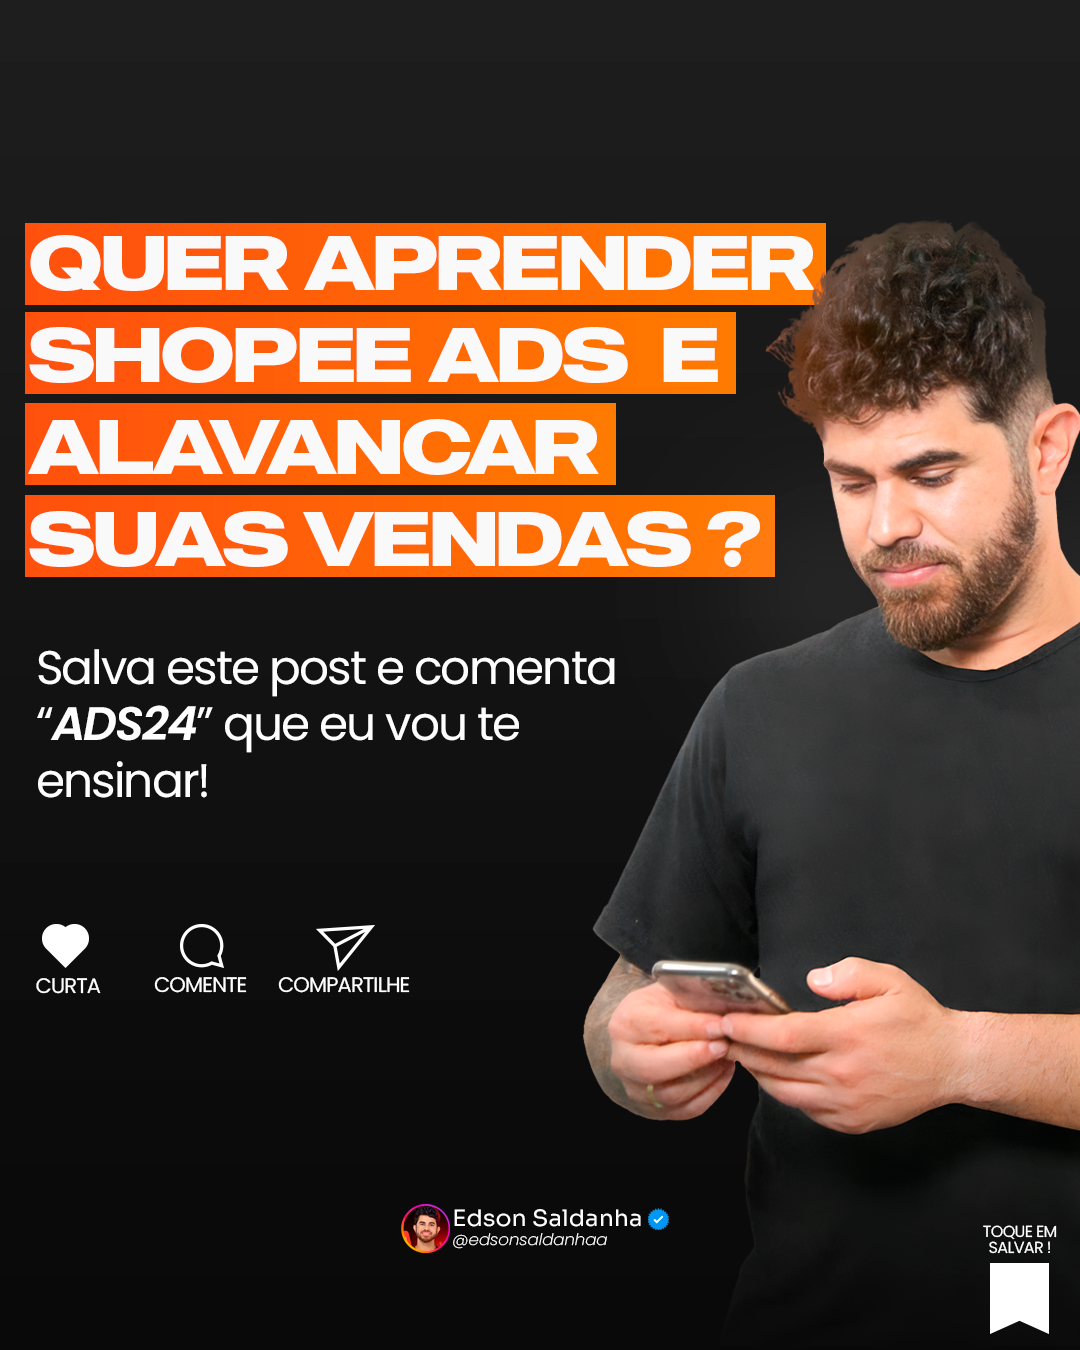 QUER APRENDER
SHOPEE ADS E
ALAVANCAR
SUAS VENDAS ?
Salva este post e comenta
“ADS24” que eu vou te
ensinar!
CURTA COMENTE COMPARTILHE
Edson Saldanha
@edsonsaldanhaa
TOQUE EM
SALVAR !